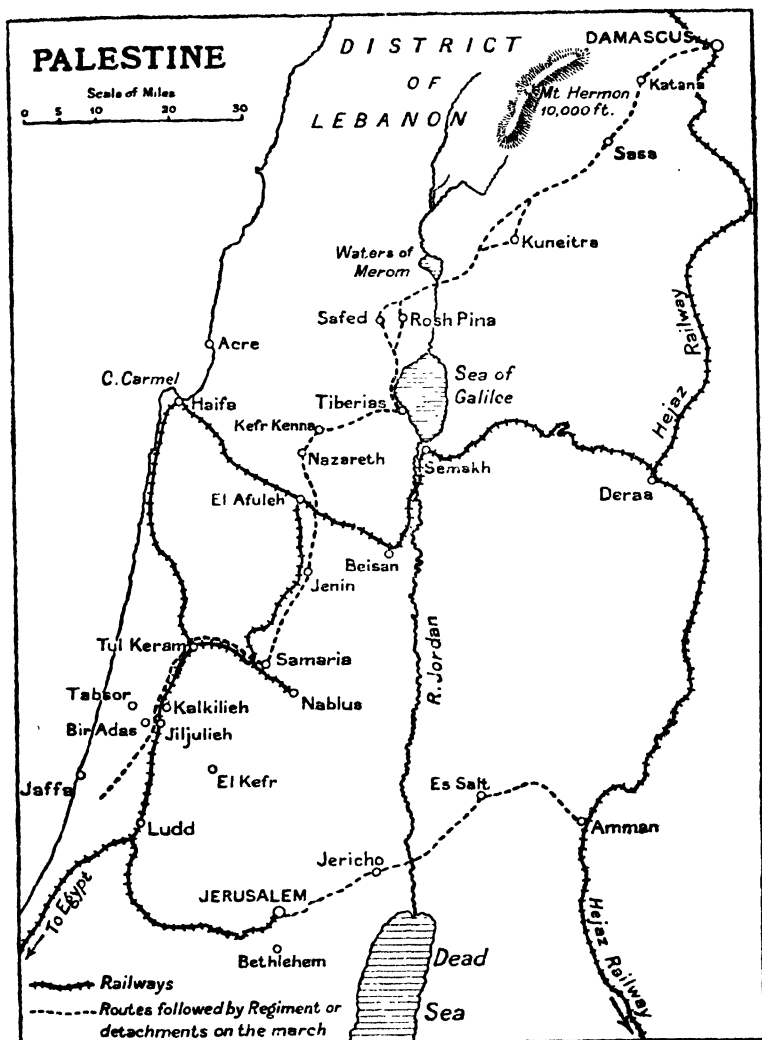 PALESTINE
Scale of Miles
0 5 10 20 30
DISTRICT
OF
LEBANON
DAMASCUS
Katana
Mt Hermon
10,000 ft.
Sasa
Kuneitra
Waters of
Merom
Safed
Rosh Pina
Acre
Sea of
Galilee
C. Carmel
Haifa
Tiberias
Kefr Kenna
Nazareth
Semakh
Hejaz Railway
Deraa
El Afuleh
Beisan
Jenin
Tul Keram
Samaria
R. Jordan
Tabsor
Kalkilieh
Nablus
Bir Adas
Jiljulieh
Jaffa
El Kefr
Es Salt
Ludd
Amman
Jericho
JERUSALEM
To Egypt
Bethlehem
Dead
Sea
Hejaz Railway
Railways
Routes followed by Regiment or
detachments on the march